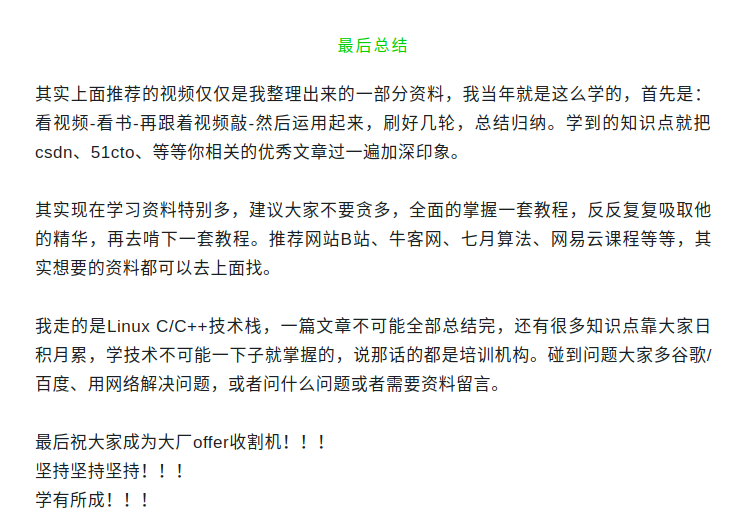 最后总结
其实上面推荐的视频仅仅是我整理出来的一部分资料，我当年就是这么学的，首先是：
看视频-看书-再跟着视频敲-然后运用起来，刷好几轮，总结归纳。学到的知识点就把
csdn、51cto、等等你相关的优秀文章过一遍加深印象。
其实现在学习资料特别多，建议大家不要贪多，全面的掌握一套教程，反反复复吸取他
的精华，再去啃下一套教程。推荐网站B站、牛客网、七月算法、网易云课程等等，其
实想要的资料都可以去上面找。
我走的是Linux C/C++技术栈，一篇文章不可能全部总结完，还有很多知识点靠大家日
积月累，学技术不可能一下子就掌握的，说那话的都是培训机构。碰到问题大家多谷歌/
百度、用网络解决问题，或者问什么问题或者需要资料留言。
最后祝大家成为大厂offer收割机！！！
坚持坚持坚持！！！
学有所成！！！